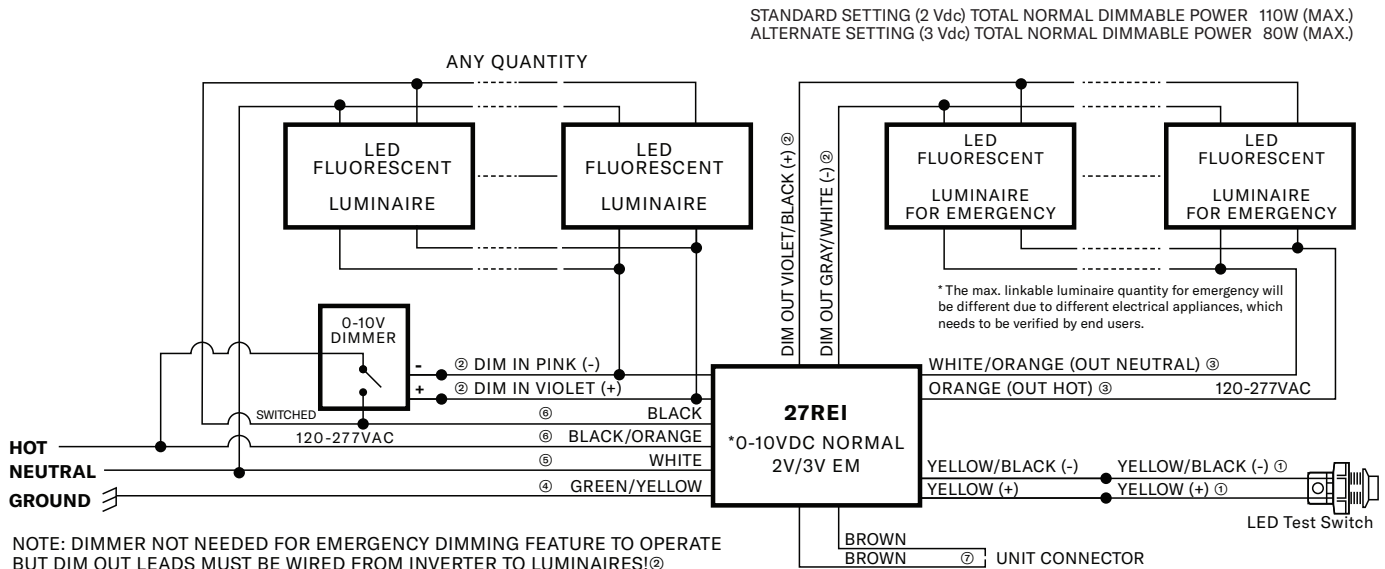 STANDARD SETTING (2 Vdc) TOTAL NORMAL DIMMABLE POWER 110W (MAX.)
ALTERNATE SETTING (3 Vdc) TOTAL NORMAL DIMMABLE POWER 80W (MAX.)
ANY QUANTITY
LED
FLUORESCENT
LUMINAIRE
LED
FLUORESCENT
LUMINAIRE
DIM OUT VIOLET/BLACK (+) ②
DIM OUT GRAY/WHITE (-) ②
LED
FLUORESCENT
LUMINAIRE
FOR EMERGENCY
LED
FLUORESCENT
LUMINAIRE
FOR EMERGENCY
* The max. linkable luminaire quantity for emergency will
be different due to different electrical appliances, which
needs to be verified by end users.
0-10V
DIMMER
-
+
② DIM IN PINK (-)
② DIM IN VIOLET (+)
SWITCHED
120-277VAC
⑥ BLACK
⑥ BLACK/ORANGE
⑤ WHITE
④ GREEN/YELLOW
HOT
NEUTRAL
GROUND
27REI
*0-10VDC NORMAL
2V/3V EM
WHITE/ORANGE (OUT NEUTRAL) ③
ORANGE (OUT HOT) ③
120-277VAC
YELLOW/BLACK (-)
YELLOW/BLACK (-) ①
YELLOW (+)
YELLOW (+) ①
LED Test Switch
BROWN
BROWN ⑦
UNIT CONNECTOR
NOTE: DIMMER NOT NEEDED FOR EMERGENCY DIMMING FEATURE TO OPERATE
BUT DIM OUT LEADS MUST BE WIRED FROM INVERTER TO LUMINAIRES!②